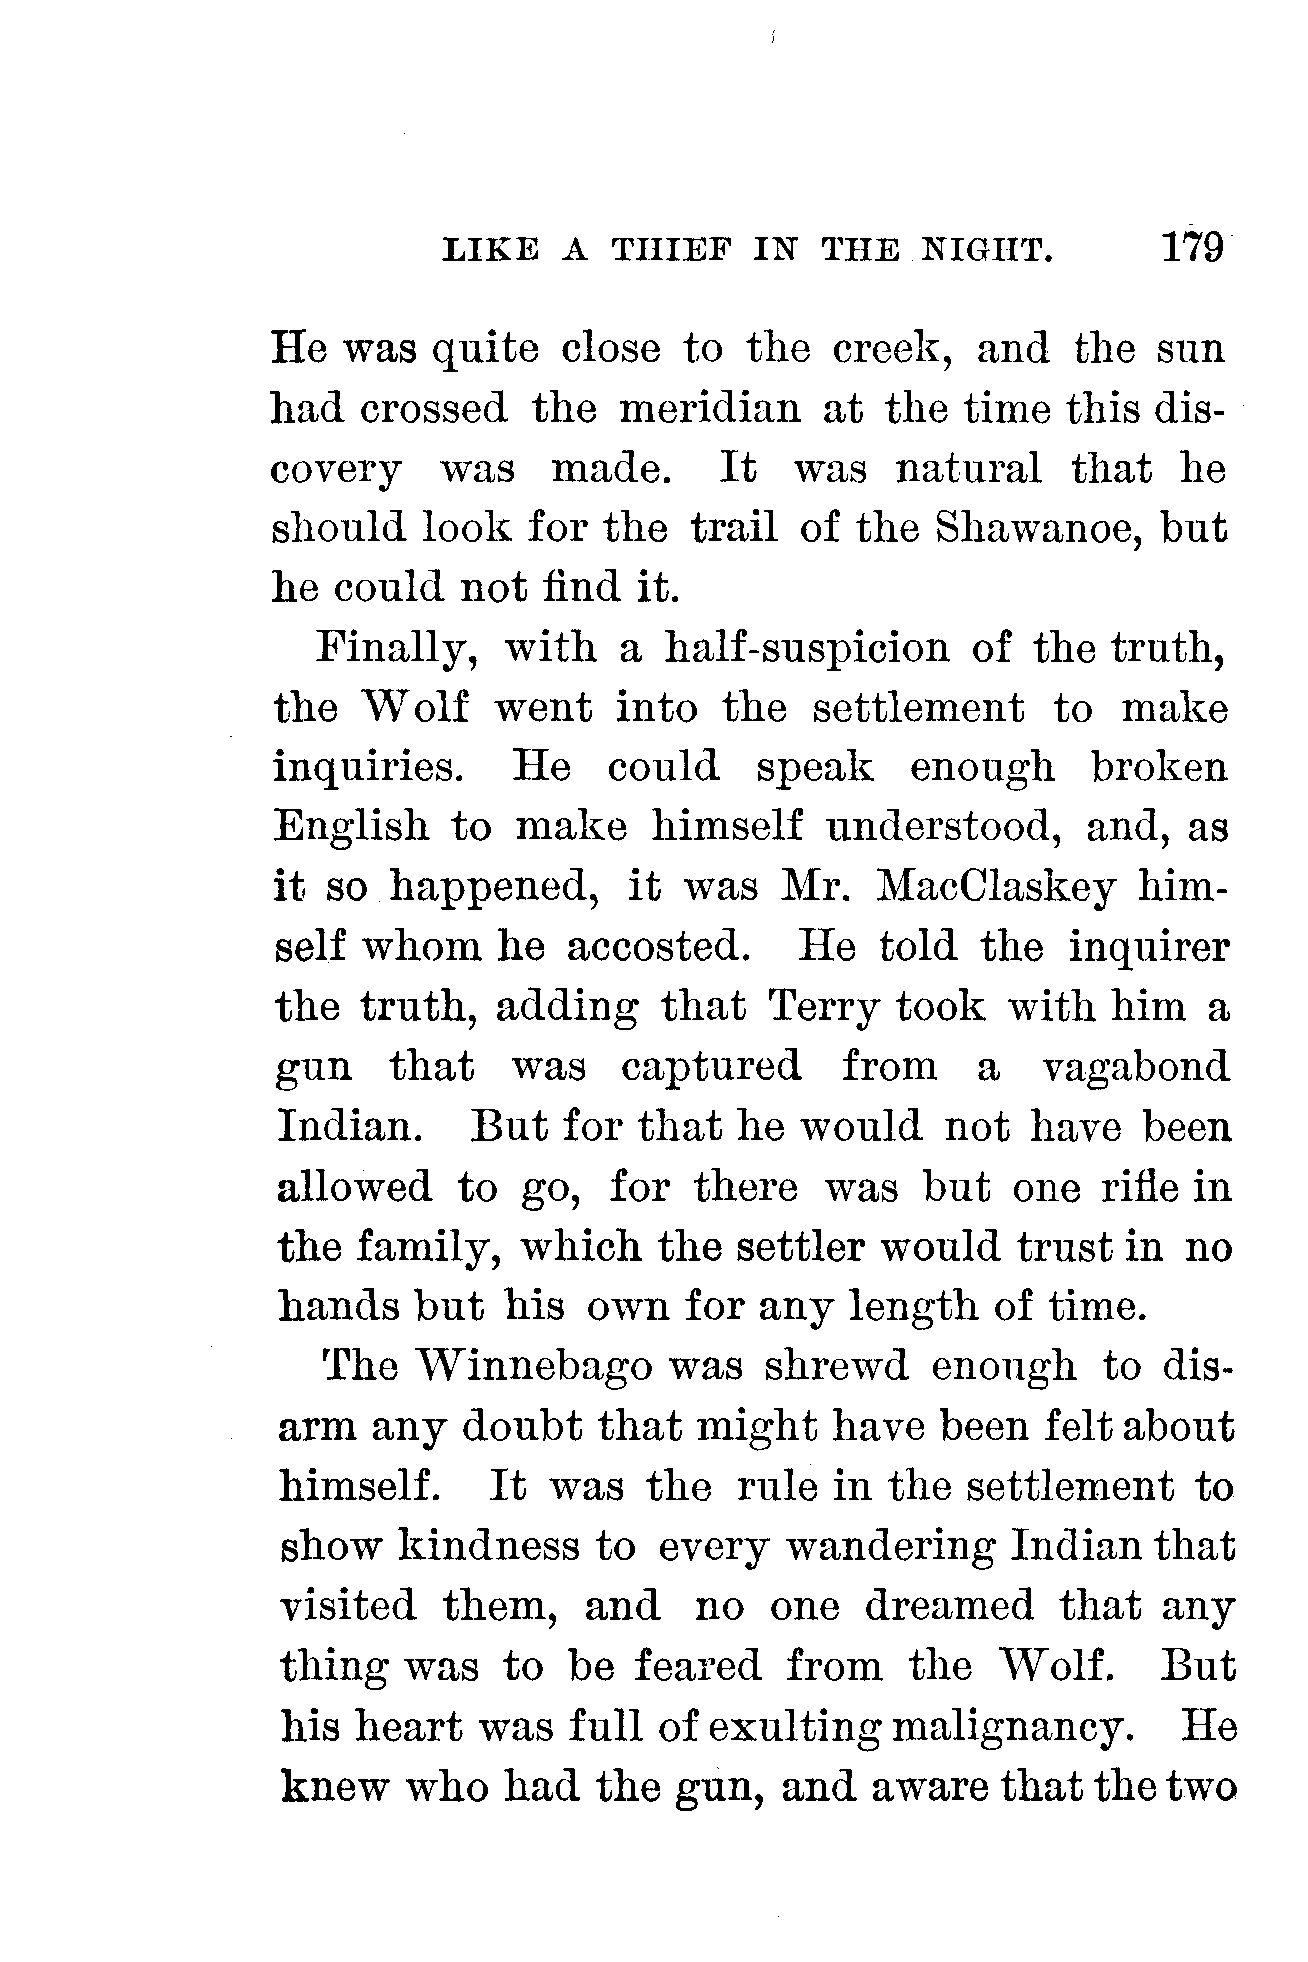 LIKE A THIEF IN THE NIGHT. 179
He was quite close to the creek, and the sun
had crossed the meridian at the time this dis-
covery was made. It was natural that he
should look for the trail of the Shawanoe, but
he could not find it.
Finally, with a half-suspicion of the truth,
the Wolf went into the settlement to make
inquiries. He could speak enough broken
English to make himself understood, and, as
it so happened, it was Mr. MacClaskey him-
self whom he accosted. He told the inquirer
the truth, adding that Terry took with him a
gun that was captured from a vagabond
Indian. But for that he would not have been
allowed to go, for there was but one rifle in
the family, which the settler would trust in no
hands but his own for any length of time.
The Winnebago was shrewd enough to dis-
arm any doubt that might have been felt about
himself. It was the rule in the settlement to
show kindness to every wandering Indian that
visited them, and no one dreamed that any
thing was to be feared from the Wolf. But
his heart was full of exulting malignancy. He
knew who had the gun, and aware that the two